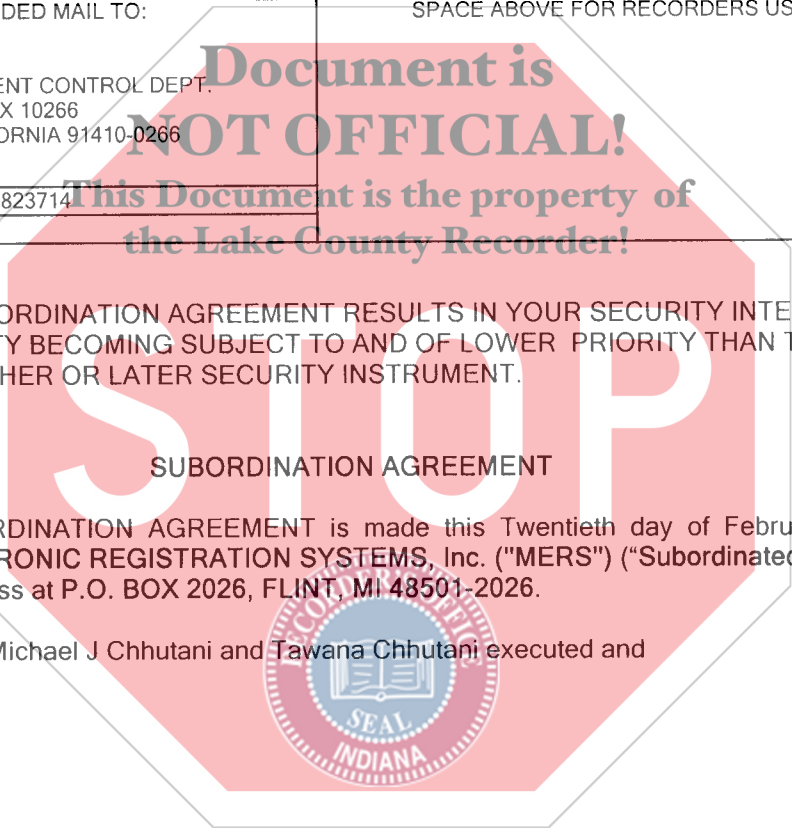 DED MAIL TO:
SPACE ABOVE FOR RECORDERS US
Document is
ENT CONTROL DEPT.
X 10266
NOT OFFICIAL!
ORNIA 91410-0266
This Document is the property of
823714
the Lake County Recorder!
ORDINATION AGREEMENT RESULTS IN YOUR SECURITY INTE
TY BECOMING SUBJECT TO AND OF LOWER PRIORITY THAN T
HER OR LATER SECURITY INSTRUMENT.
STOP
SUBORDINATION AGREEMENT
RDINATION AGREEMENT is made this Twentieth day of Febru
RONIC REGISTRATION SYSTEMS, Inc. ("MERS") (“Subordinated
ss at P.O. BOX 2026, FLINT, MI 48501-2026.
Michael J Chhutani and Tawana Chhutani executed and
RECORDER'S OFFICE
SEAL
INDIANA